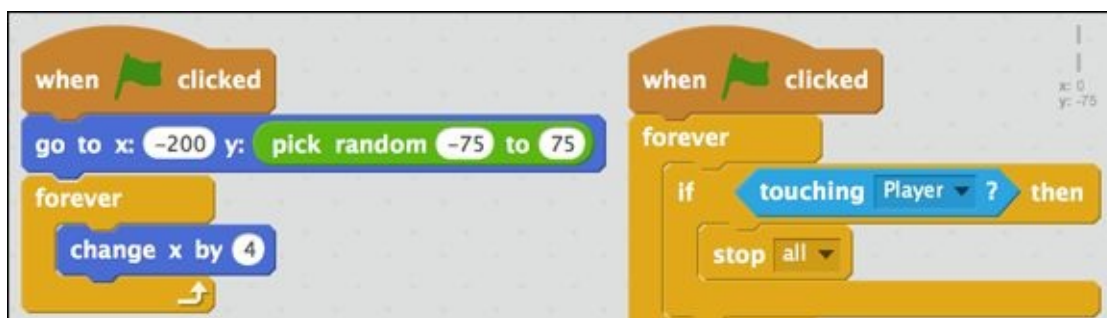 when clicked
go to x: -200 y: pick random -75 to 75
forever
change x by 4
when clicked
forever
if touching Player ? then
stop all
x: 0
y: -75